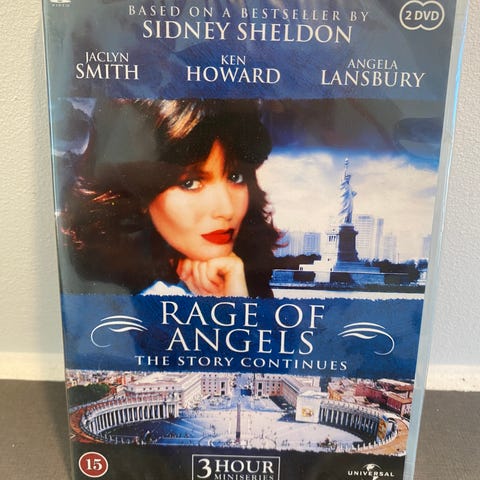 BASED ON A BESTSELLER BY
SIDNEY SHELDON
2 DVD
JACLYN
SMITH
KEN
HOWARD
ANGELA
LANSBURY
RAGE OF
ANGELS
THE STORY CONTINUES
15
3 HOUR
MINISERIES
UNIVERSAL